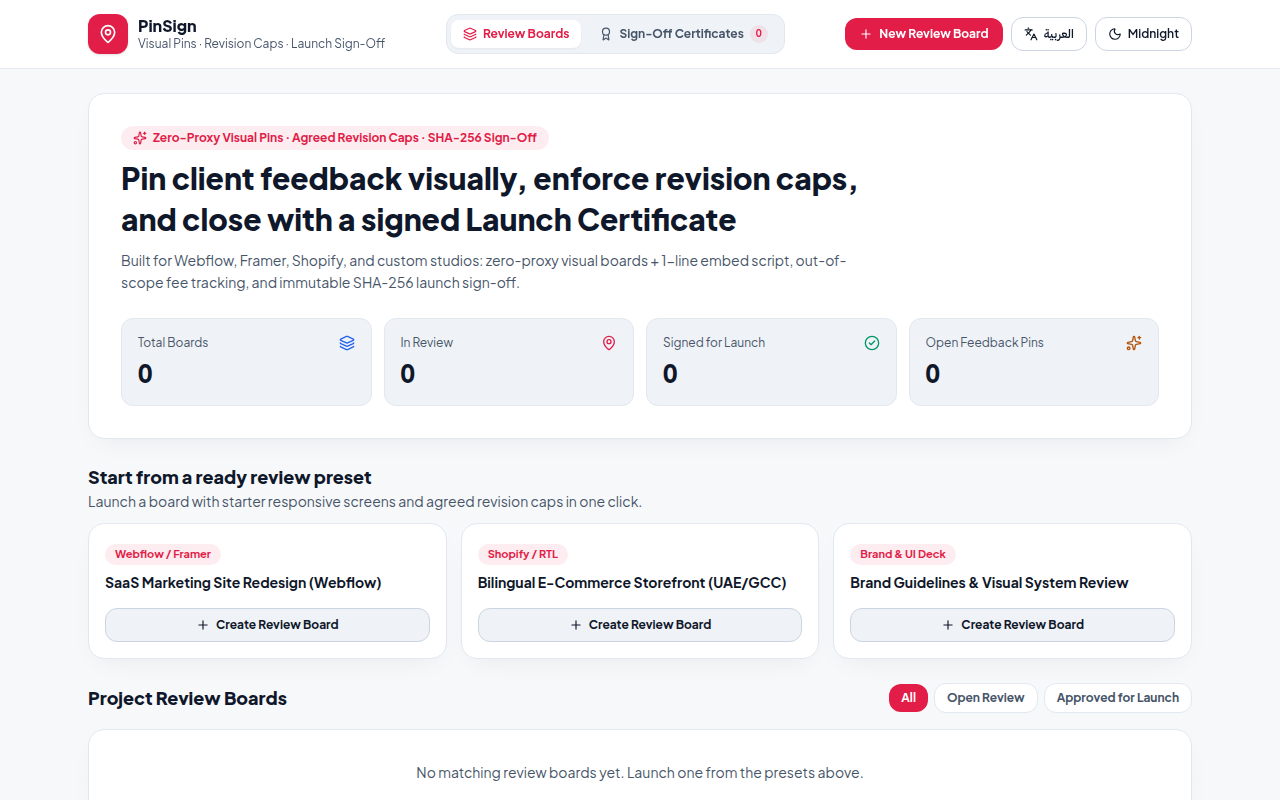 PinSign
Visual Pins · Revision Caps · Launch Sign-Off
Review Boards
Sign-Off Certificates 0
New Review Board
العربية
Midnight
Zero-Proxy Visual Pins · Agreed Revision Caps · SHA-256 Sign-Off
Pin client feedback visually, enforce revision caps,
and close with a signed Launch Certificate
Built for Webflow, Framer, Shopify, and custom studios: zero-proxy visual boards + 1-line embed script, out-of-
scope fee tracking, and immutable SHA-256 launch sign-off.
Total Boards
0
In Review
0
Signed for Launch
0
Open Feedback Pins
0
Start from a ready review preset
Launch a board with starter responsive screens and agreed revision caps in one click.
Webflow / Framer
SaaS Marketing Site Redesign (Webflow)
Create Review Board
Shopify / RTL
Bilingual E-Commerce Storefront (UAE/GCC)
Create Review Board
Brand & UI Deck
Brand Guidelines & Visual System Review
Create Review Board
Project Review Boards
All
Open Review
Approved for Launch
No matching review boards yet. Launch one from the presets above.